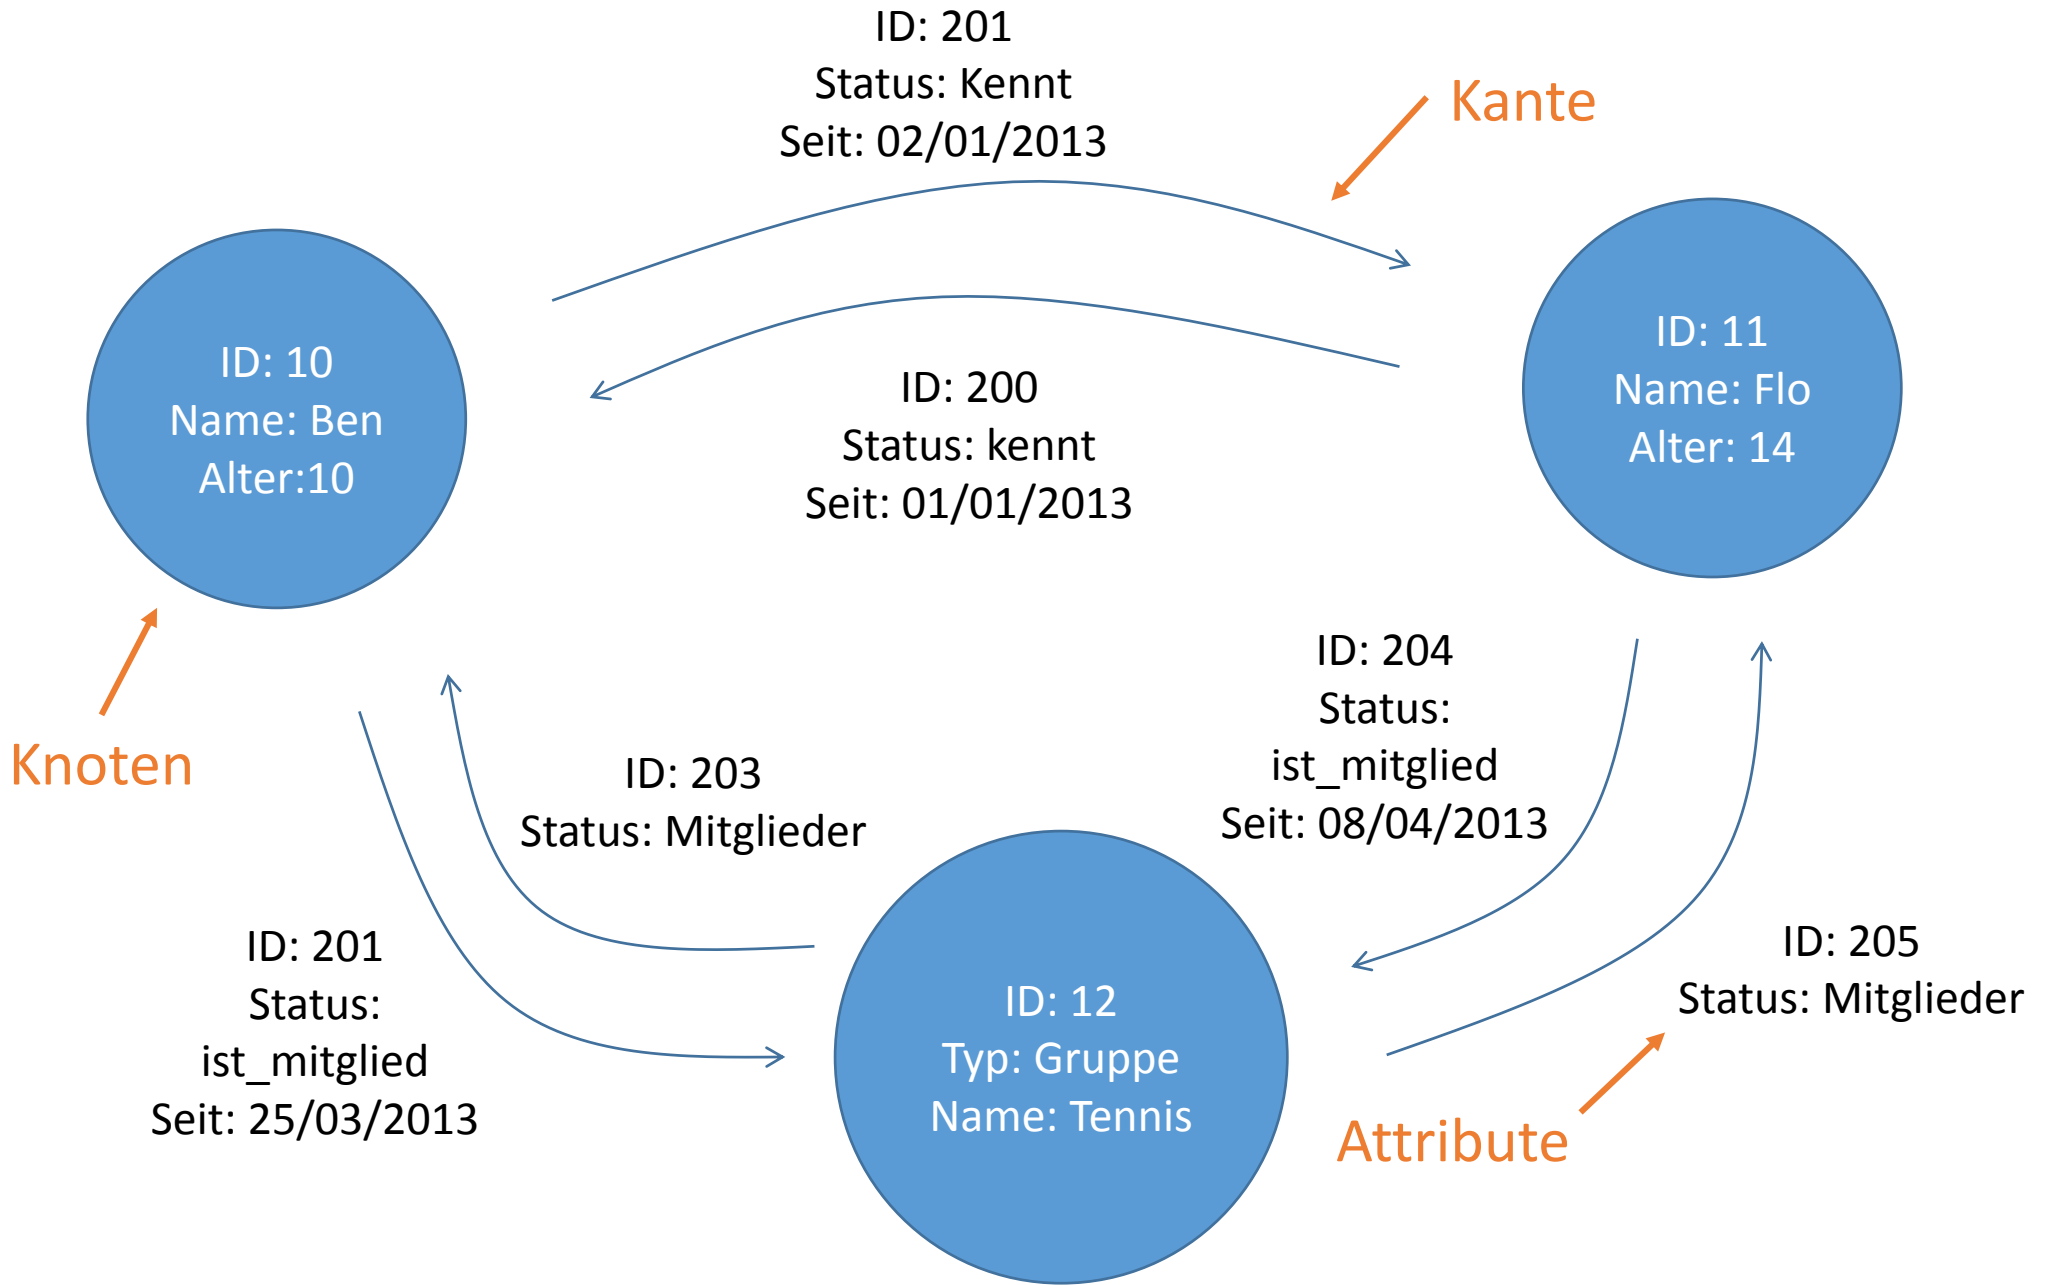 ID: 201
Status: Kennt
Seit: 02/01/2013
Kante
ID: 10
Name: Ben
Alter:10
ID: 200
Status: kennt
Seit: 01/01/2013
ID: 11
Name: Flo
Alter: 14
Knoten
ID: 203
Status: Mitglieder
ID: 204
Status:
ist_mitglied
Seit: 08/04/2013
ID: 201
Status:
ist_mitglied
Seit: 25/03/2013
ID: 12
Typ: Gruppe
Name: Tennis
ID: 205
Status: Mitglieder
Attribute